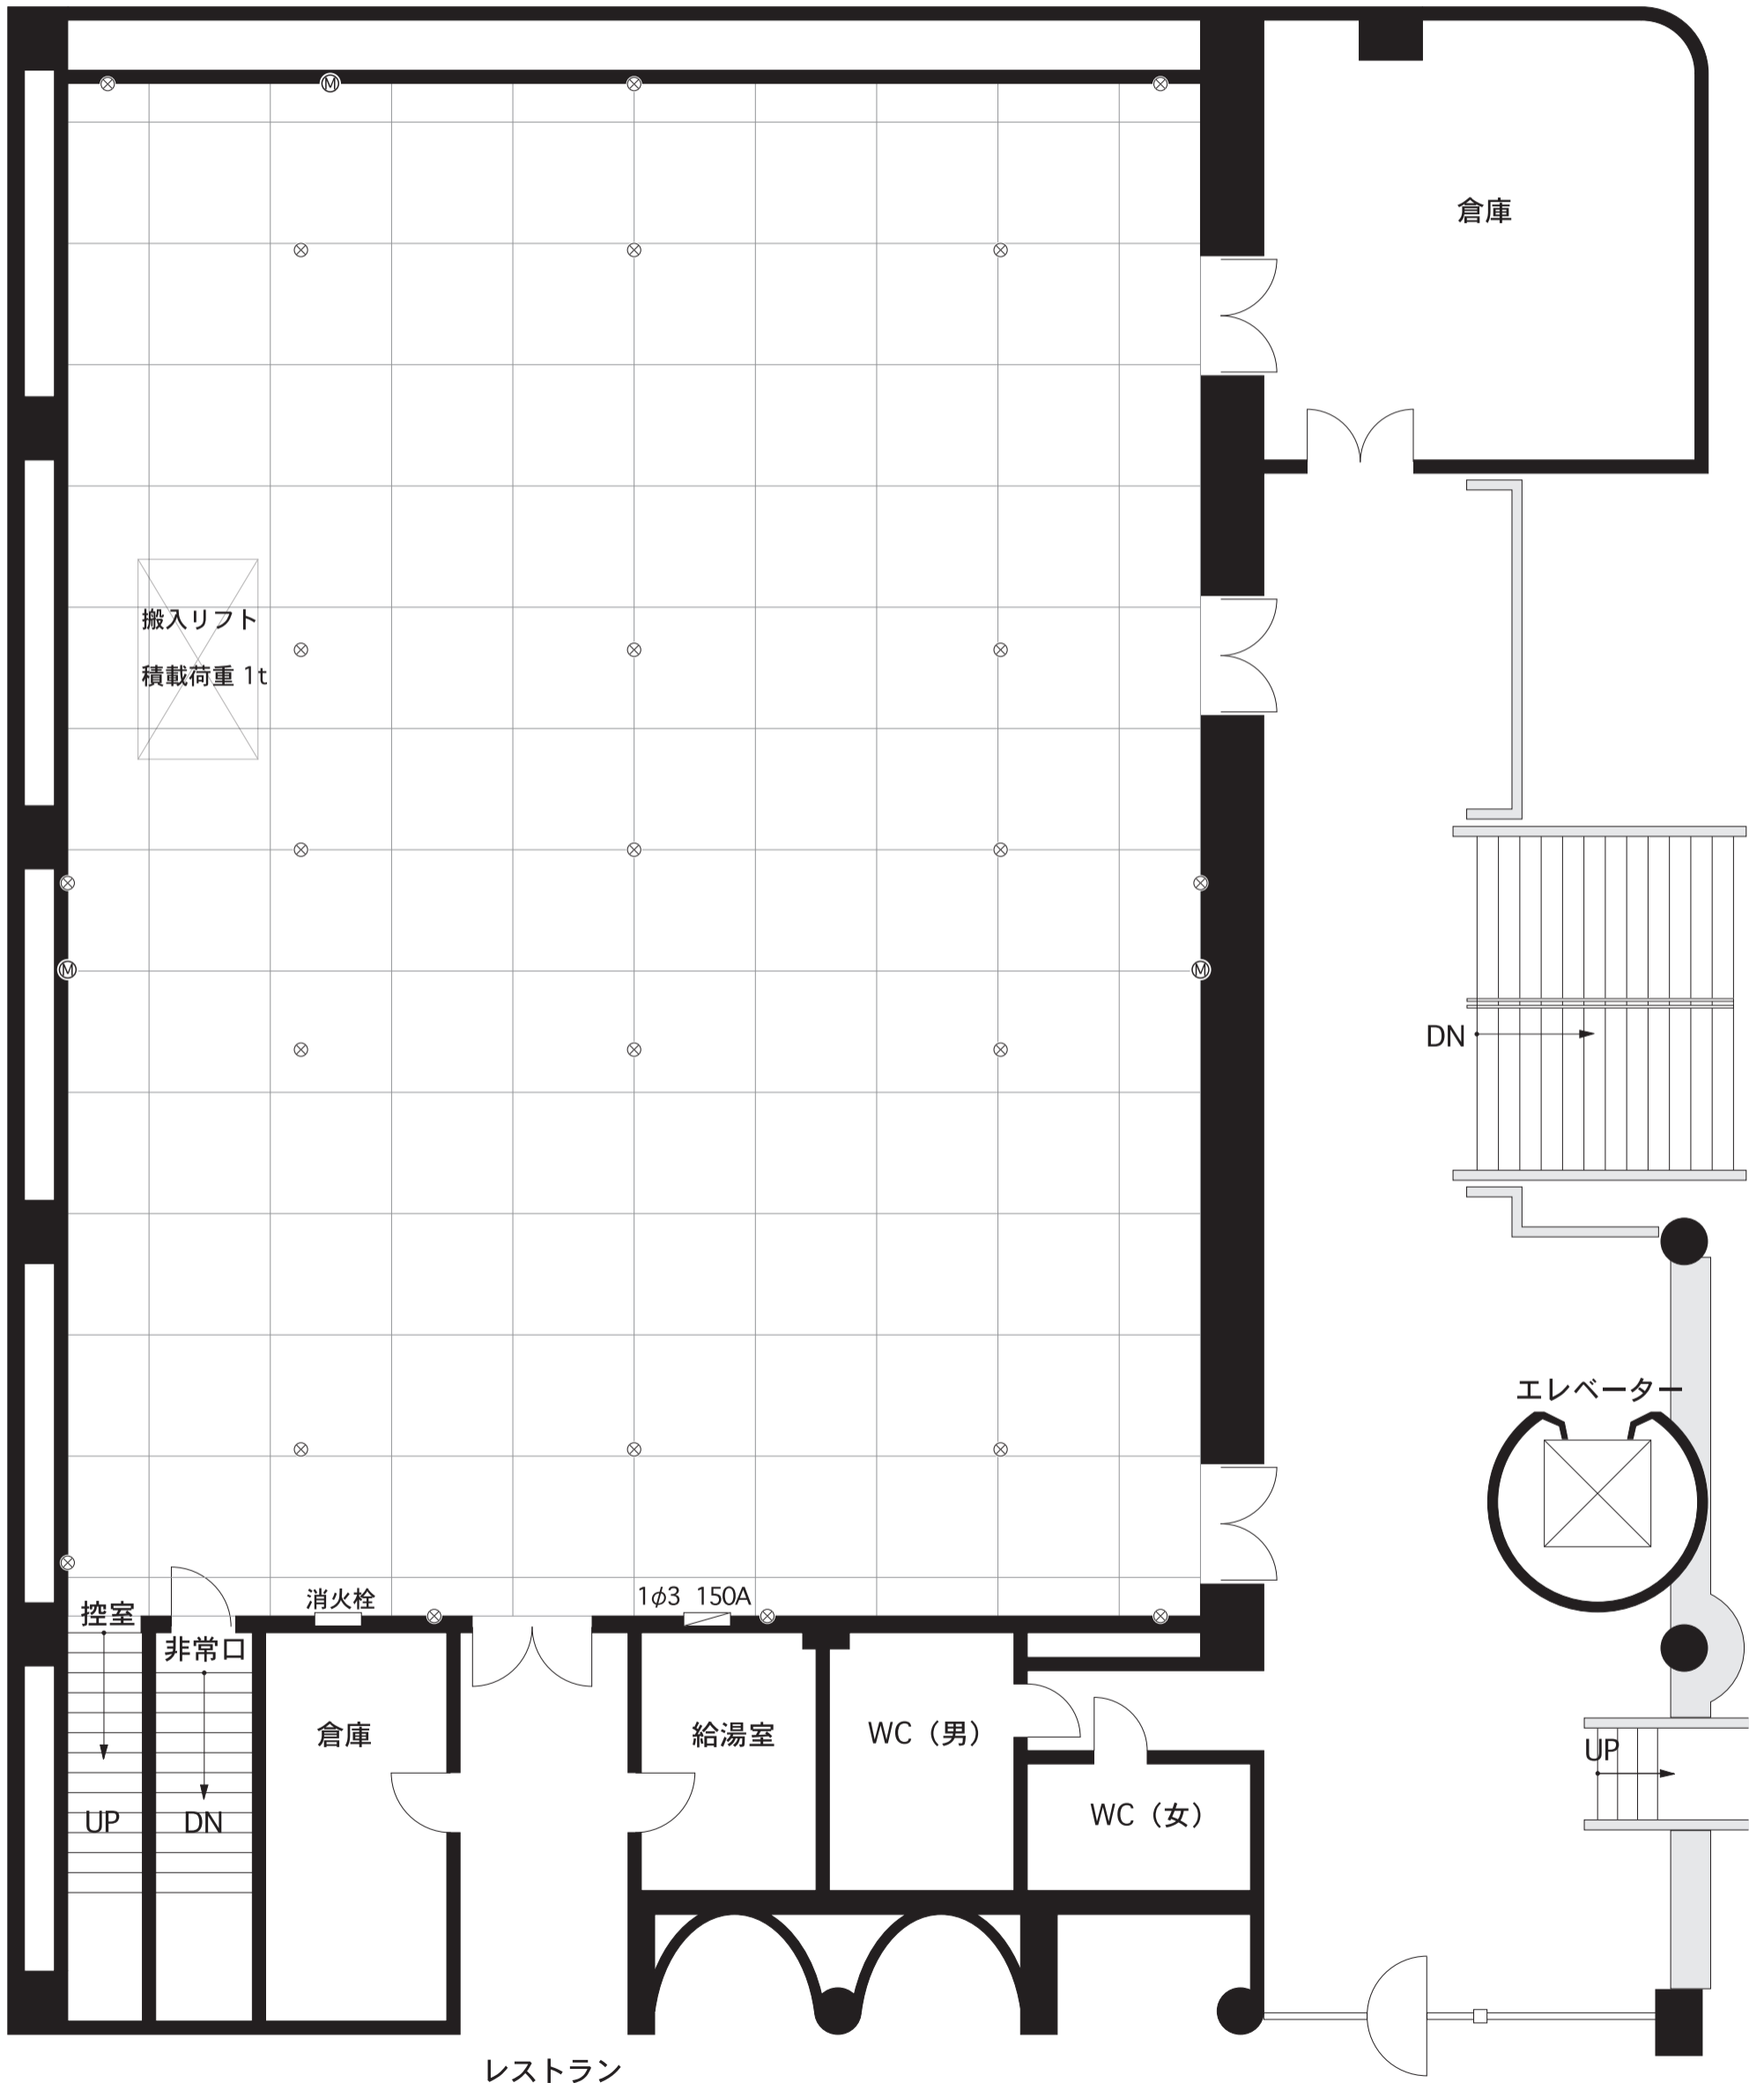 M
倉庫
搬入リフト
積載荷重 1t
M
M
DN
エレベーター
控室
消火栓
1φ3 150A
非常口
倉庫
給湯室
WC（男）
UP
UP
DN
WC（女）
レストラン